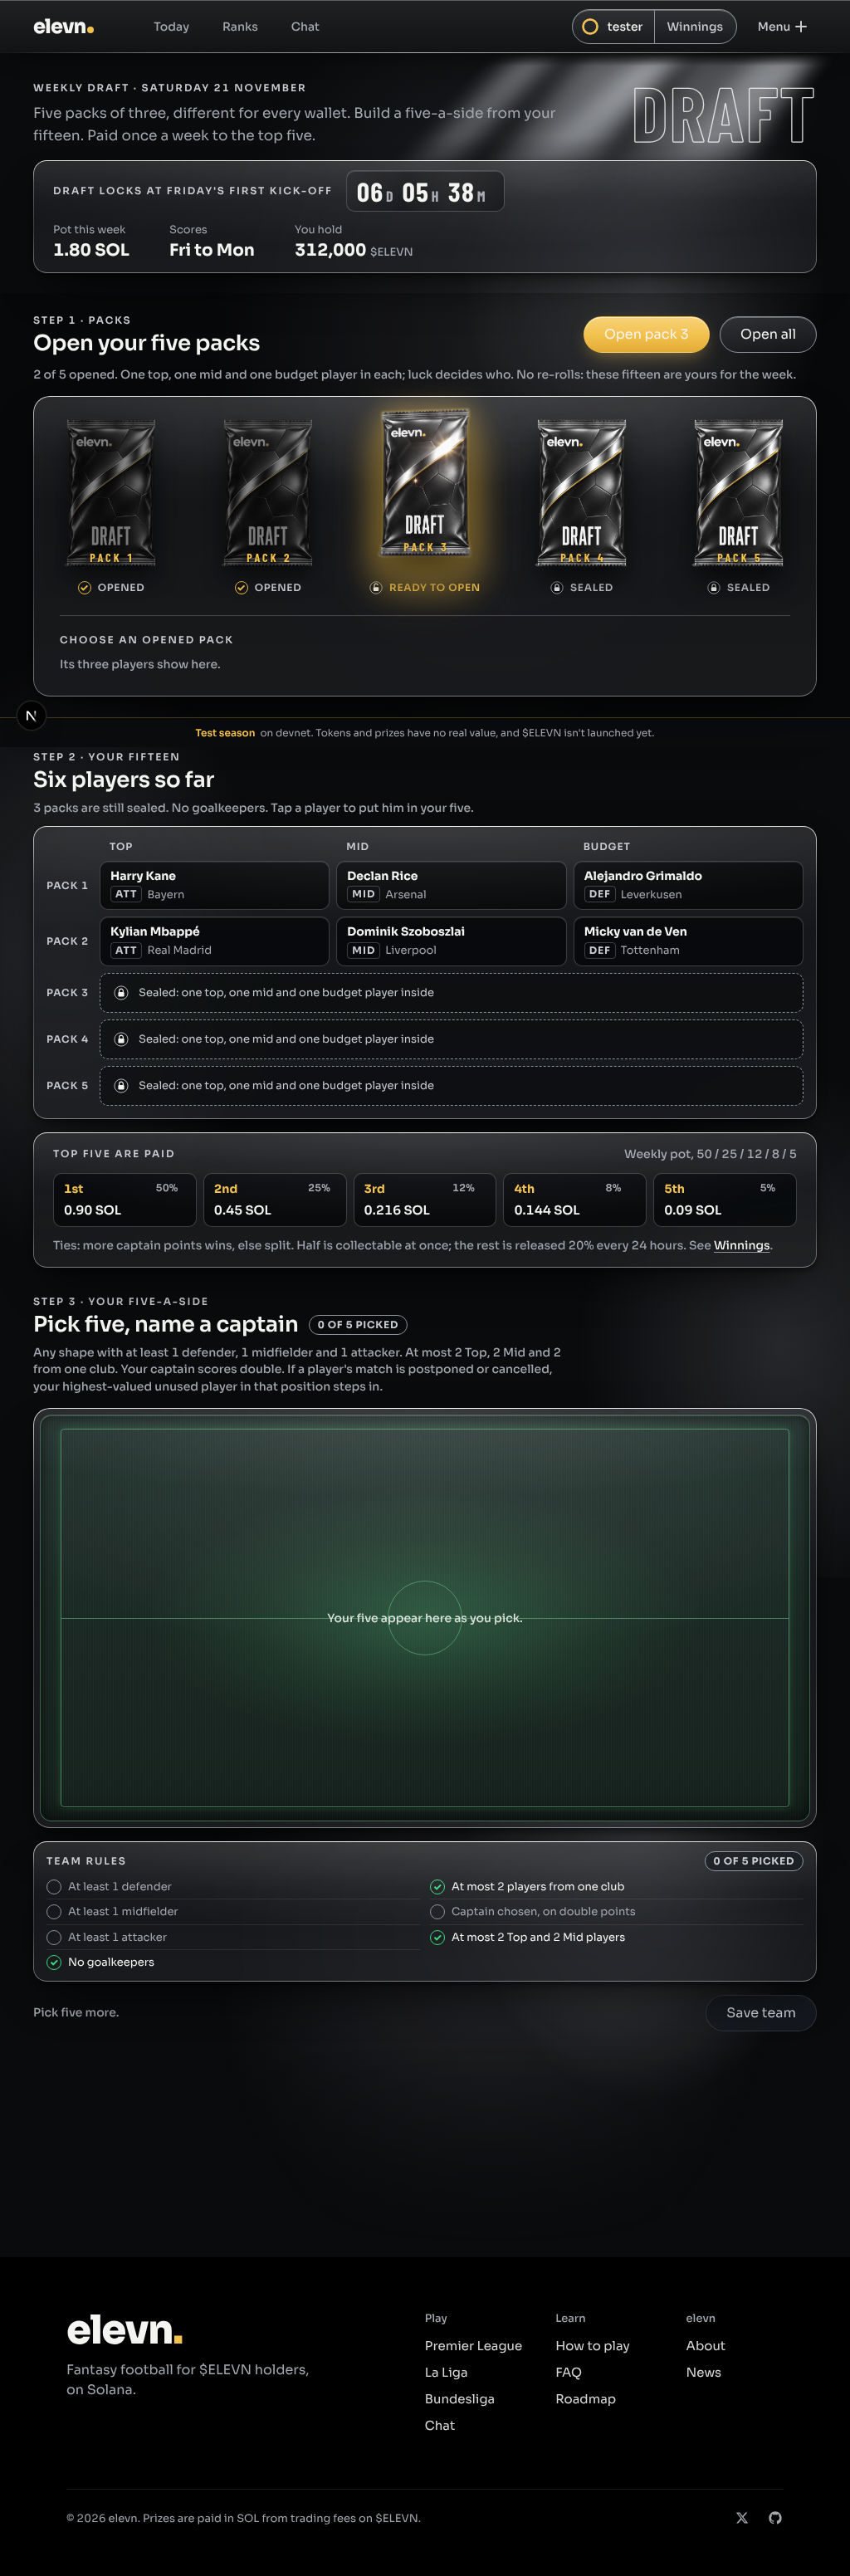 elevn.
Today
Ranks
Chat
tester
Winnings
Menu
WEEKLY DRAFT · SATURDAY 21 NOVEMBER
Five packs of three, different for every wallet. Build a five-a-side from your
fifteen. Paid once a week to the top five.
DRAFT
DRAFT LOCKS AT FRIDAY'S FIRST KICK-OFF
06D 05H 38M
Pot this week
1.80 SOL
Scores
Fri to Mon
You hold
312,000 $ELEVN
STEP 1 · PACKS
Open your five packs
Open pack 3
Open all
2 of 5 opened. One top, one mid and one budget player in each; luck decides who. No re-rolls: these fifteen are yours for the week.
elevn.
DRAFT
PACK 1
OPENED
elevn.
DRAFT
PACK 2
OPENED
elevn.
DRAFT
PACK 3
READY TO OPEN
elevn.
DRAFT
PACK 4
SEALED
elevn.
DRAFT
PACK 5
SEALED
CHOOSE AN OPENED PACK
Its three players show here.
N
Test season on devnet. Tokens and prizes have no real value, and $ELEVN isn't launched yet.
STEP 2 · YOUR FIFTEEN
Six players so far
3 packs are still sealed. No goalkeepers. Tap a player to put him in your five.
TOP
MID
BUDGET
PACK 1
Harry Kane
ATT Bayern
Declan Rice
MID Arsenal
Alejandro Grimaldo
DEF Leverkusen
PACK 2
Kylian Mbappé
ATT Real Madrid
Dominik Szoboszlai
MID Liverpool
Micky van de Ven
DEF Tottenham
PACK 3
Sealed: one top, one mid and one budget player inside
PACK 4
Sealed: one top, one mid and one budget player inside
PACK 5
Sealed: one top, one mid and one budget player inside
TOP FIVE ARE PAID
Weekly pot, 50 / 25 / 12 / 8 / 5
1st 50%
0.90 SOL
2nd 25%
0.45 SOL
3rd 12%
0.216 SOL
4th 8%
0.144 SOL
5th 5%
0.09 SOL
Ties: more captain points wins, else split. Half is collectable at once; the rest is released 20% every 24 hours. See Winnings.
STEP 3 · YOUR FIVE-A-SIDE
Pick five, name a captain
0 OF 5 PICKED
Any shape with at least 1 defender, 1 midfielder and 1 attacker. At most 2 Top, 2 Mid and 2
from one club. Your captain scores double. If a player's match is postponed or cancelled,
your highest-valued unused player in that position steps in.
Your five appear here as you pick.
TEAM RULES
0 OF 5 PICKED
At least 1 defender
At most 2 players from one club
At least 1 midfielder
Captain chosen, on double points
At least 1 attacker
At most 2 Top and 2 Mid players
No goalkeepers
Pick five more.
Save team
elevn.
Fantasy football for $ELEVN holders,
on Solana.
Play
Premier League
La Liga
Bundesliga
Chat
Learn
How to play
FAQ
Roadmap
elevn
About
News
© 2026 elevn. Prizes are paid in SOL from trading fees on $ELEVN.